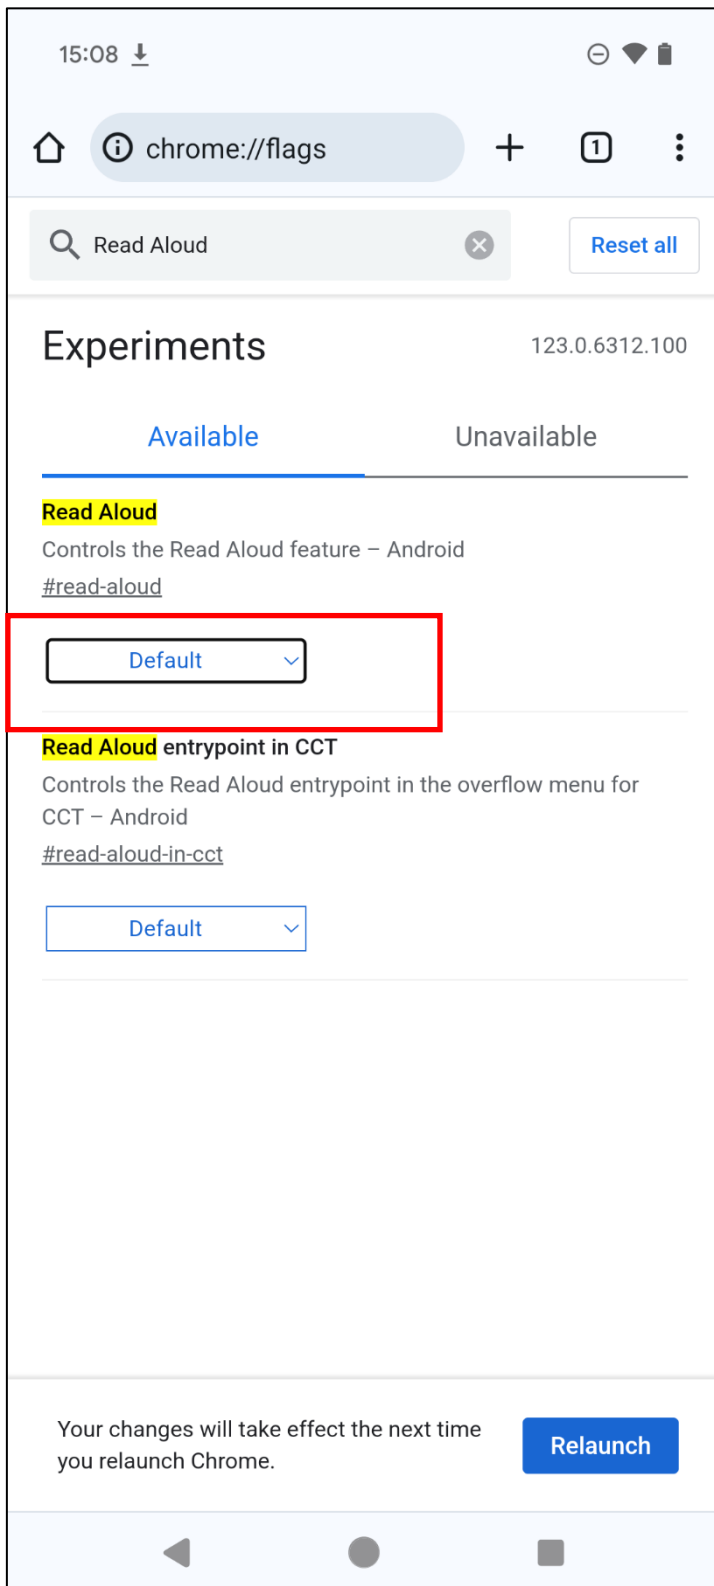 15:08
chrome://flags
1
Read Aloud
Reset all
Experiments
123.0.6312.100
Available
Unavailable
Read Aloud
Controls the Read Aloud feature – Android
#read-aloud
Default
Read Aloud entrypoint in CCT
Controls the Read Aloud entrypoint in the overflow menu for
CCT – Android
#read-aloud-in-cct
Default
Your changes will take effect the next time
you relaunch Chrome.
Relaunch